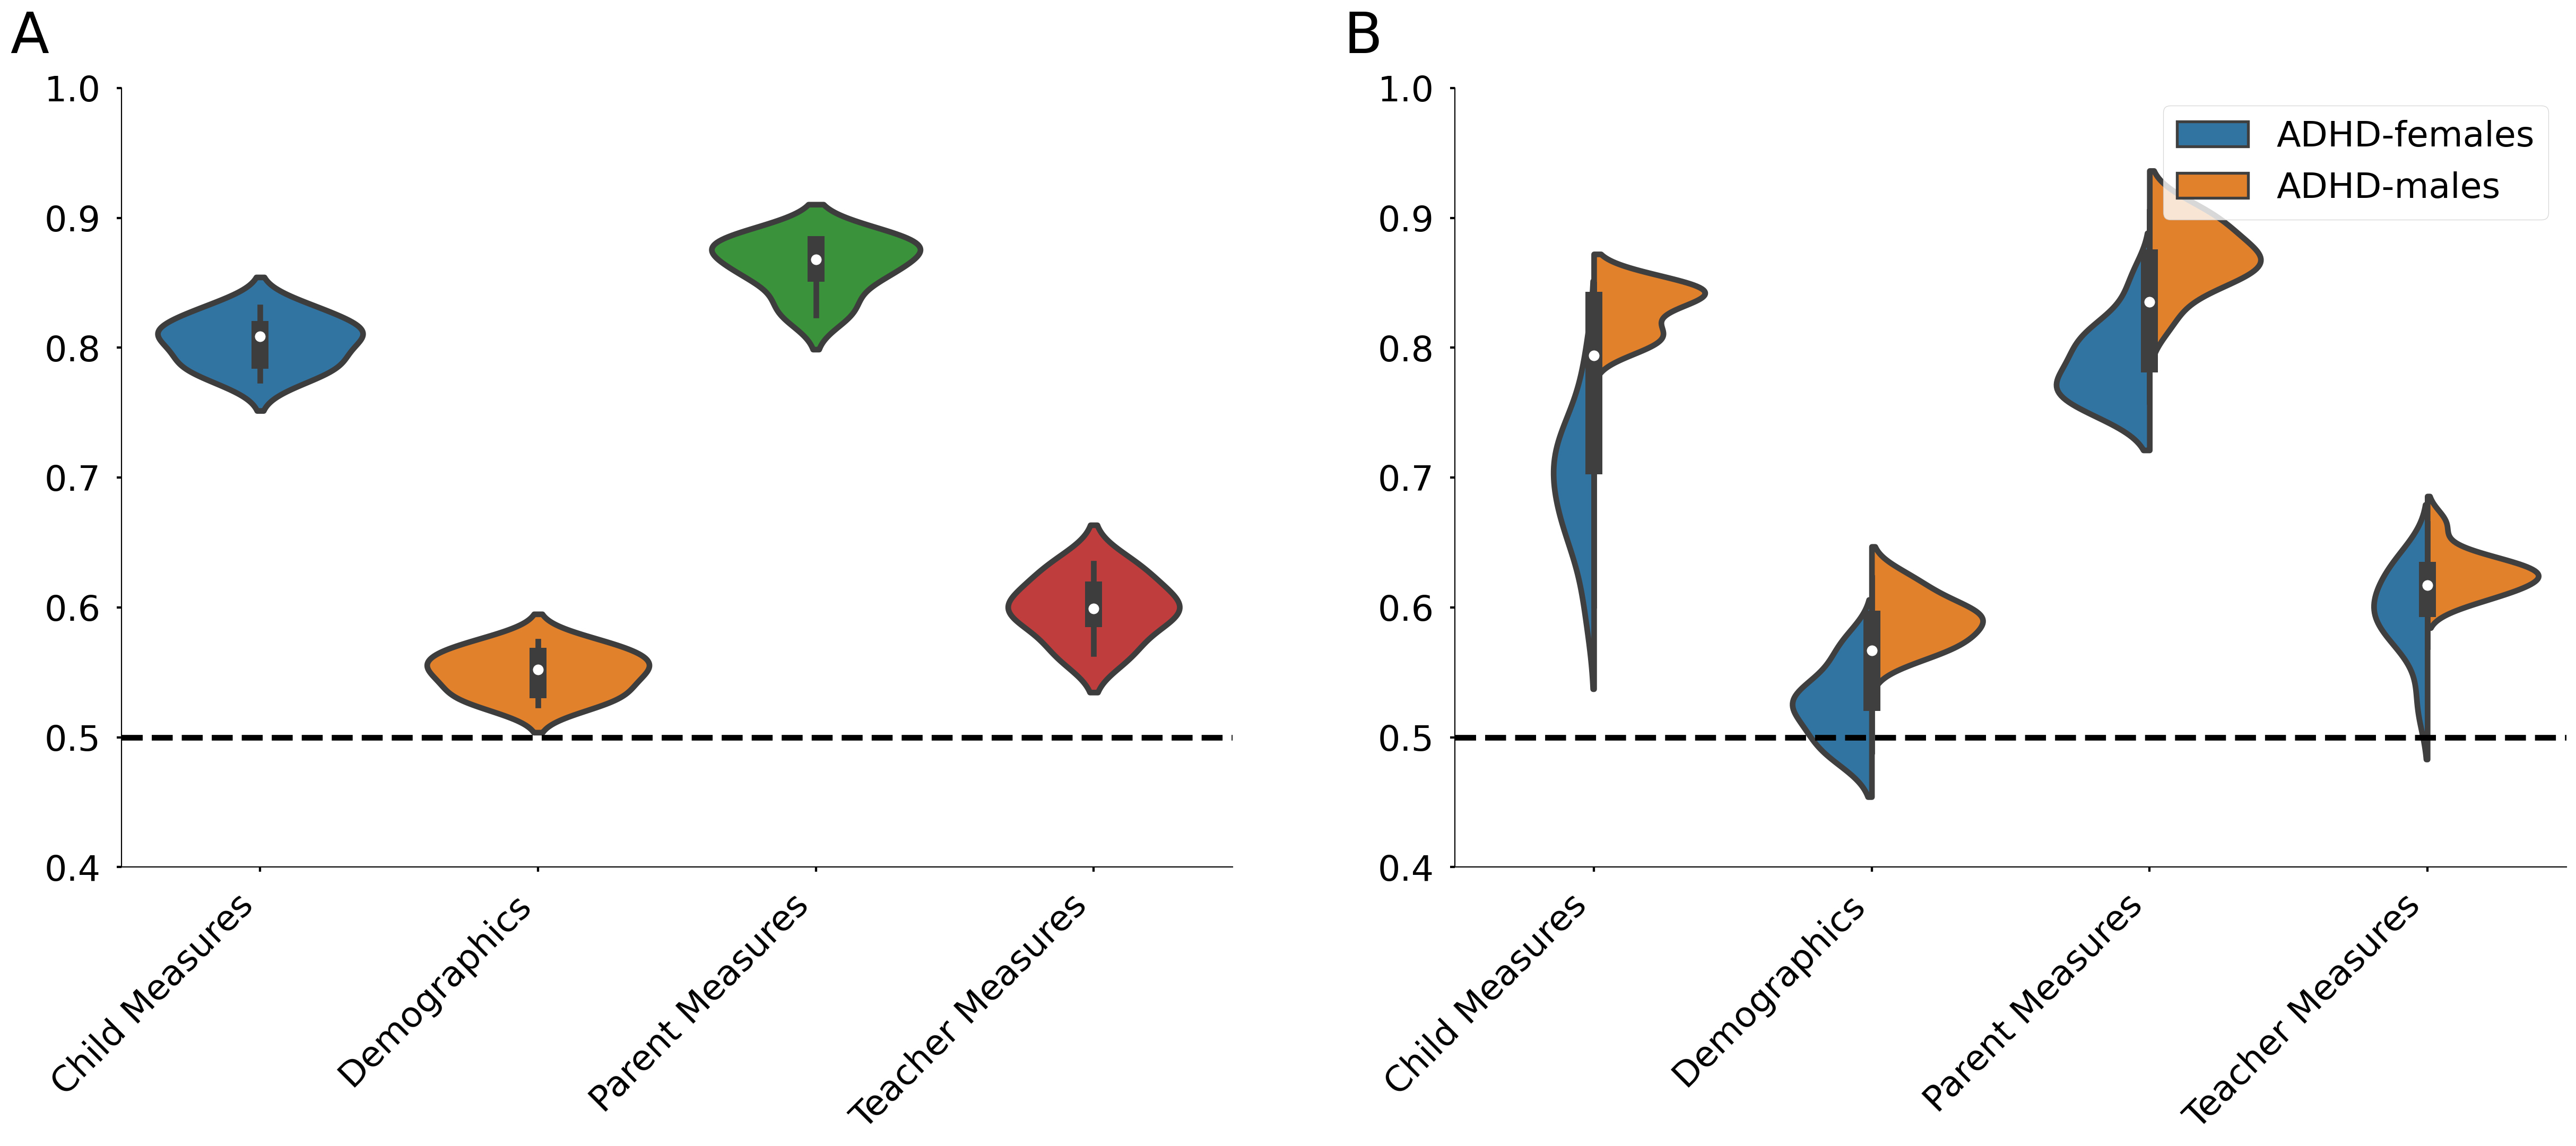 A
1.0
0.9
0.8
0.7
0.6
0.5
0.4
Child Measures
Demographics
Parent Measures
Teacher Measures
B
1.0
0.9
0.8
0.7
0.6
0.5
0.4
ADHD-females
ADHD-males
Child Measures
Demographics
Parent Measures
Teacher Measures